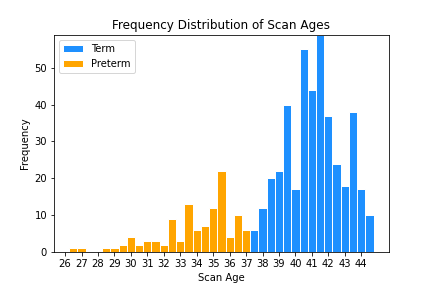 Frequency Distribution of Scan Ages
Term
Preterm
50
40
30
20
10
0
Frequency
26 27 28 29 30 31 32 33 34 35 36 37 38 39 40 41 42 43 44
Scan Age